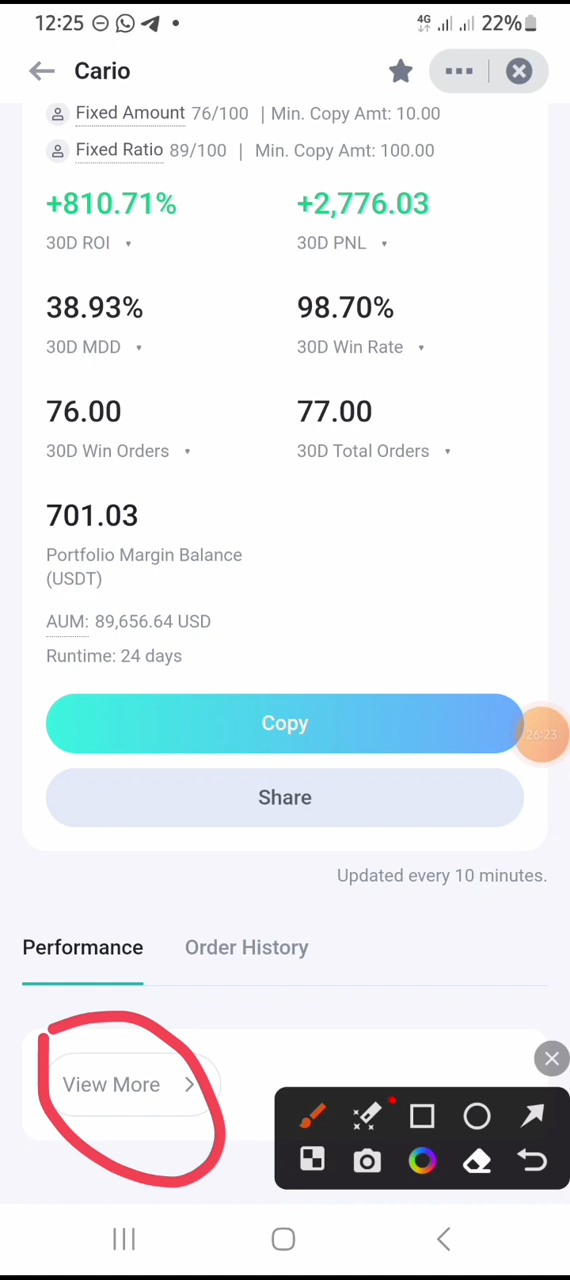 12:25 4G 22%
Cario
Fixed Amount 76/100 | Min. Copy Amt: 10.00
Fixed Ratio 89/100 | Min. Copy Amt: 100.00
+810.71% +2,776.03
30D ROI 30D PNL
38.93% 98.70%
30D MDD 30D Win Rate
76.00 77.00
30D Win Orders 30D Total Orders
701.03
Portfolio Margin Balance
(USDT)
AUM: 89,656.64 USD
Runtime: 24 days
Copy
26:23
Share
Updated every 10 minutes.
Performance Order History
View More